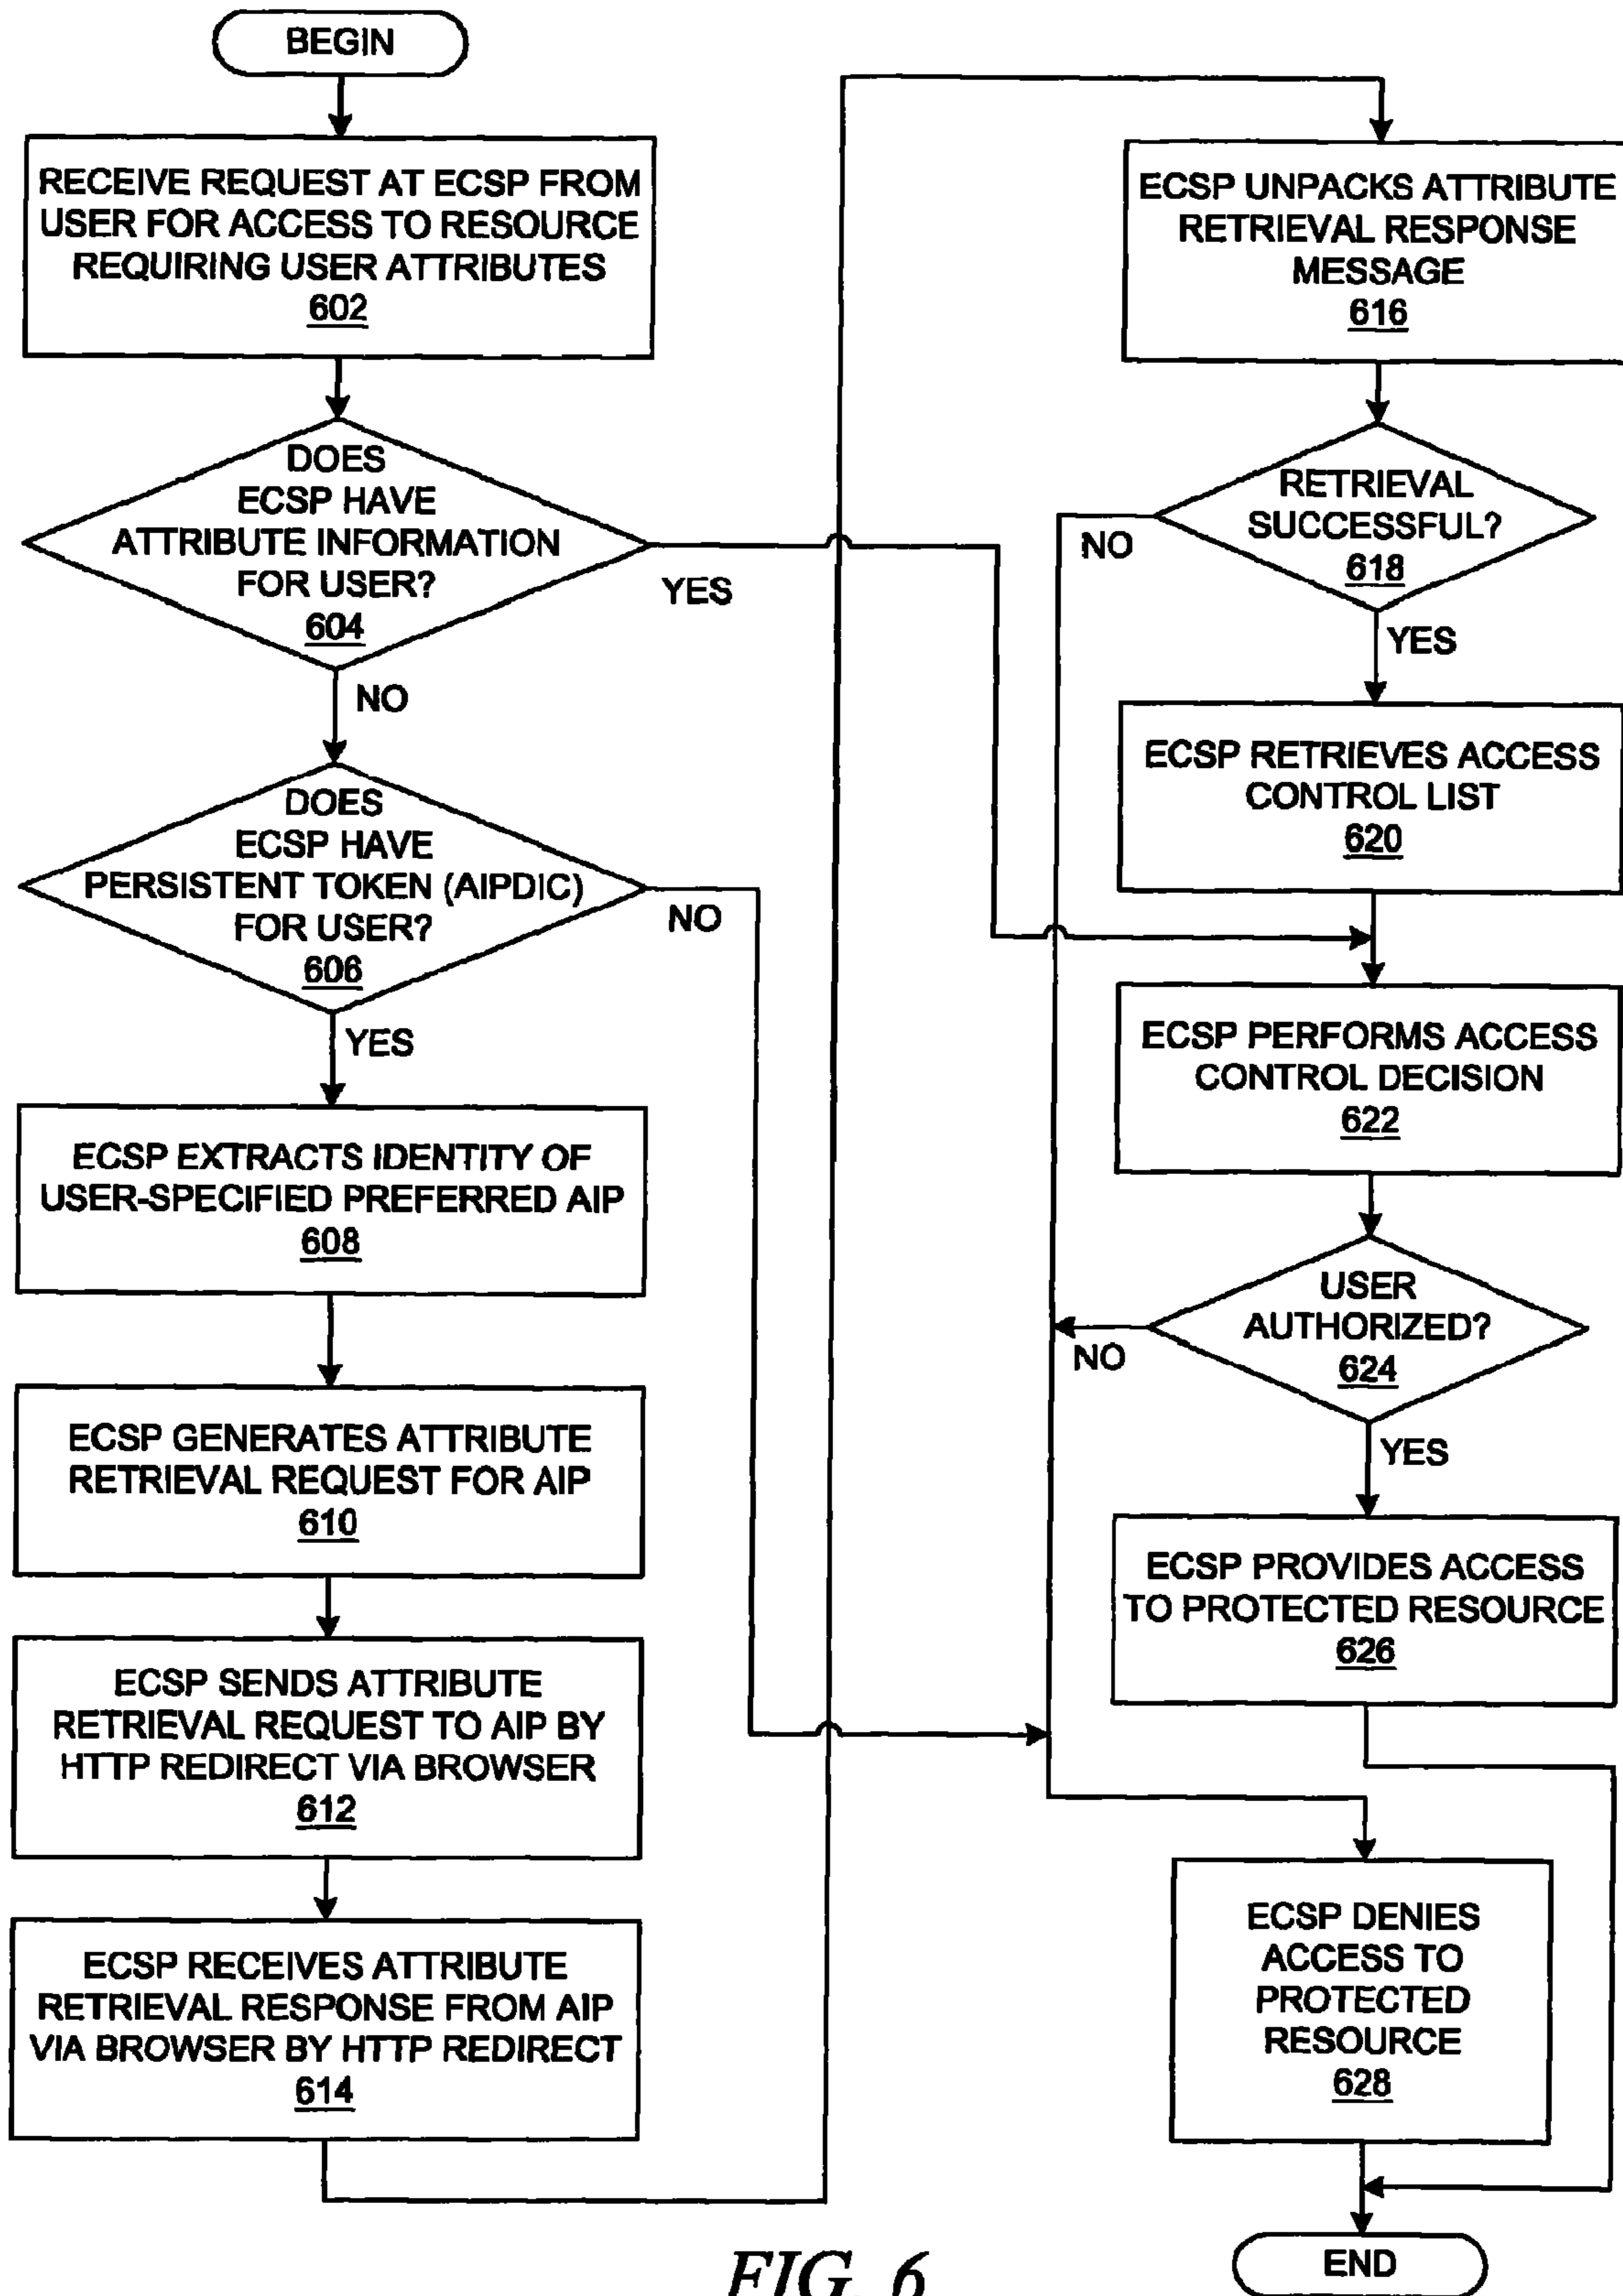 BEGIN
RECEIVE REQUEST AT ECSP FROM
USER FOR ACCESS TO RESOURCE
REQUIRING USER ATTRIBUTES
602
DOES
ECSP HAVE
ATTRIBUTE INFORMATION
FOR USER?
604
YES
NO
DOES
ECSP HAVE
PERSISTENT TOKEN (AIPDIC)
FOR USER?
606
NO
YES
ECSP EXTRACTS IDENTITY OF
USER-SPECIFIED PREFERRED AIP
608
ECSP GENERATES ATTRIBUTE
RETRIEVAL REQUEST FOR AIP
610
ECSP SENDS ATTRIBUTE
RETRIEVAL REQUEST TO AIP BY
HTTP REDIRECT VIA BROWSER
612
ECSP RECEIVES ATTRIBUTE
RETRIEVAL RESPONSE FROM AIP
VIA BROWSER BY HTTP REDIRECT
614
ECSP UNPACKS ATTRIBUTE
RETRIEVAL RESPONSE
MESSAGE
616
RETRIEVAL
SUCCESSFUL?
618
NO
YES
ECSP RETRIEVES ACCESS
CONTROL LIST
620
ECSP PERFORMS ACCESS
CONTROL DECISION
622
USER
AUTHORIZED?
624
NO
YES
ECSP PROVIDES ACCESS
TO PROTECTED RESOURCE
626
ECSP DENIES
ACCESS TO
PROTECTED
RESOURCE
628
END
FIG. 6